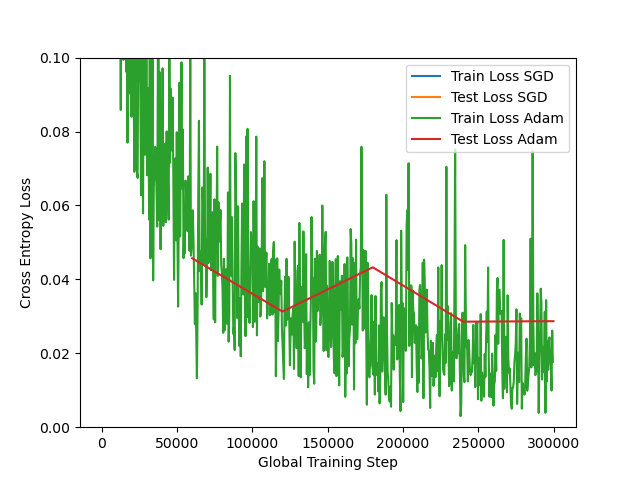 0.10
0.08
0.06
0.04
0.02
0.00
Cross Entropy Loss
Train Loss SGD
Test Loss SGD
Train Loss Adam
Test Loss Adam
0 50000 100000 150000 200000 250000 300000
Global Training Step